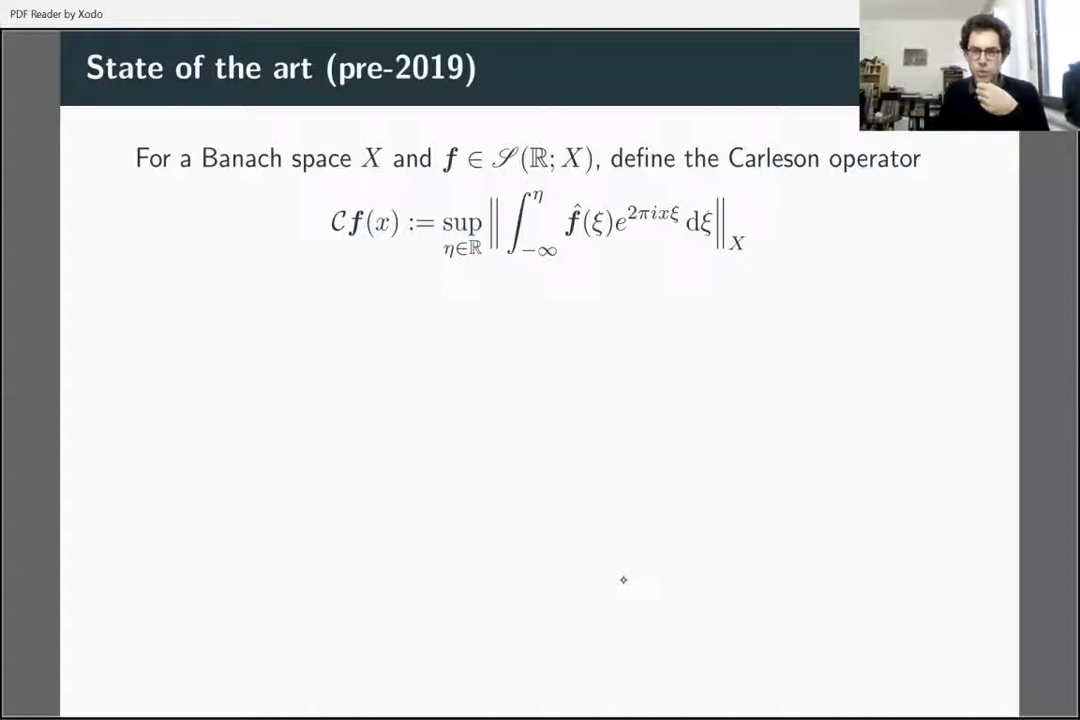 PDF Reader by Xodo
State of the art (pre-2019)
For a Banach space X and f ∈ 𝒮(ℝ; X), define the Carleson operator
𝒞f(x) := sup_{η∈ℝ} ‖ ∫_{−∞}^{η} f̂(ξ)e^{2πixξ} dξ ‖_X